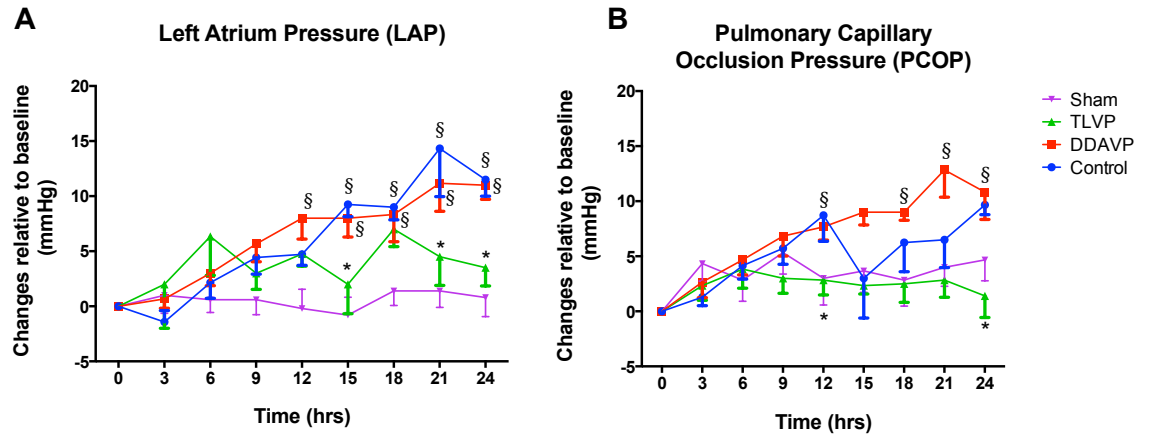 A
Left Atrium Pressure (LAP)
Changes relative to baseline
(mmHg)
20
15
10
5
0
-5
§
§
§
§
§
§
§
§
§
*
*
*
0 3 6 9 12 15 18 21 24
Time (hrs)
B
Pulmonary Capillary
Occlusion Pressure (PCOP)
Changes relative to baseline
(mmHg)
20
15
10
5
0
-5
§
§
§
§
*
*
0 3 6 9 12 15 18 21 24
Time (hrs)
Sham
TLVP
DDAVP
Control